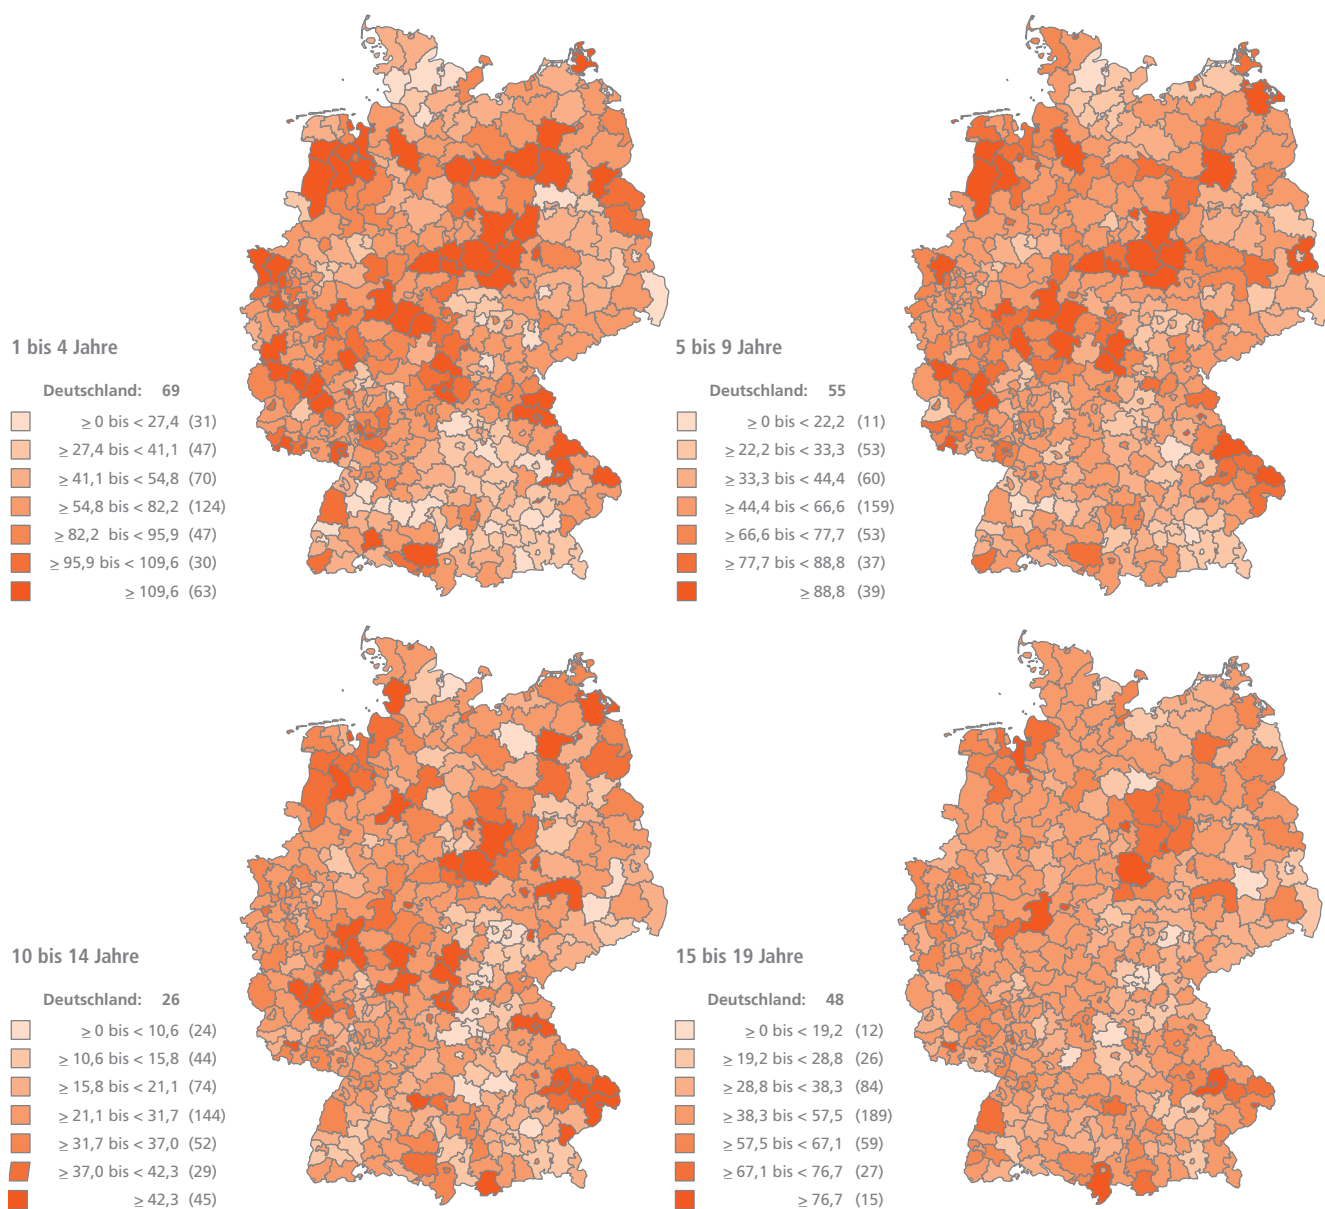 1 bis 4 Jahre
Deutschland: 69
≥ 0 bis < 27,4 (31)
≥ 27,4 bis < 41,1 (47)
≥ 41,1 bis < 54,8 (70)
≥ 54,8 bis < 82,2 (124)
≥ 82,2 bis < 95,9 (47)
≥ 95,9 bis < 109,6 (30)
≥ 109,6 (63)
5 bis 9 Jahre
Deutschland: 55
≥ 0 bis < 22,2 (11)
≥ 22,2 bis < 33,3 (53)
≥ 33,3 bis < 44,4 (60)
≥ 44,4 bis < 66,6 (159)
≥ 66,6 bis < 77,7 (53)
≥ 77,7 bis < 88,8 (37)
≥ 88,8 (39)
10 bis 14 Jahre
Deutschland: 26
≥ 0 bis < 10,6 (24)
≥ 10,6 bis < 15,8 (44)
≥ 15,8 bis < 21,1 (74)
≥ 21,1 bis < 31,7 (144)
≥ 31,7 bis < 37,0 (52)
≥ 37,0 bis < 42,3 (29)
≥ 42,3 (45)
15 bis 19 Jahre
Deutschland: 48
≥ 0 bis < 19,2 (12)
≥ 19,2 bis < 28,8 (26)
≥ 28,8 bis < 38,3 (84)
≥ 38,3 bis < 57,5 (189)
≥ 57,5 bis < 67,1 (59)
≥ 67,1 bis < 76,7 (27)
≥ 76,7 (15)